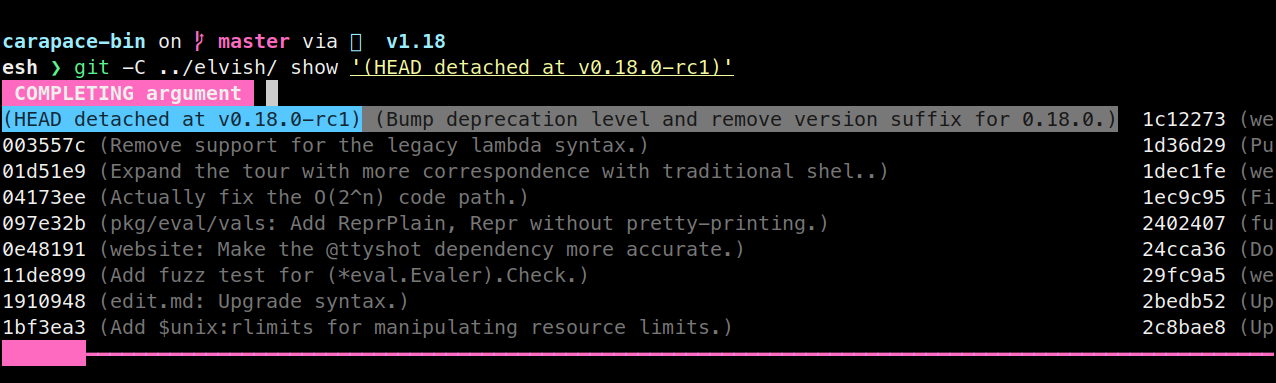 carapace-bin on master via v1.18
esh ❯ git -C ../elvish/ show '(HEAD detached at v0.18.0-rc1)'
COMPLETING argument
(HEAD detached at v0.18.0-rc1) (Bump deprecation level and remove version suffix for 0.18.0.) 1c12273 (we
003557c (Remove support for the legacy lambda syntax.) 1d36d29 (Pu
01d51e9 (Expand the tour with more correspondence with traditional shel..) 1dec1fe (we
04173ee (Actually fix the O(2^n) code path.) 1ec9c95 (Fi
097e32b (pkg/eval/vals: Add ReprPlain, Repr without pretty-printing.) 2402407 (fu
0e48191 (website: Make the @ttyshot dependency more accurate.) 24cca36 (Do
11de899 (Add fuzz test for (*eval.Evaler).Check.) 29fc9a5 (we
1910948 (edit.md: Upgrade syntax.) 2bedb52 (Up
1bf3ea3 (Add $unix:rlimits for manipulating resource limits.) 2c8bae8 (Up